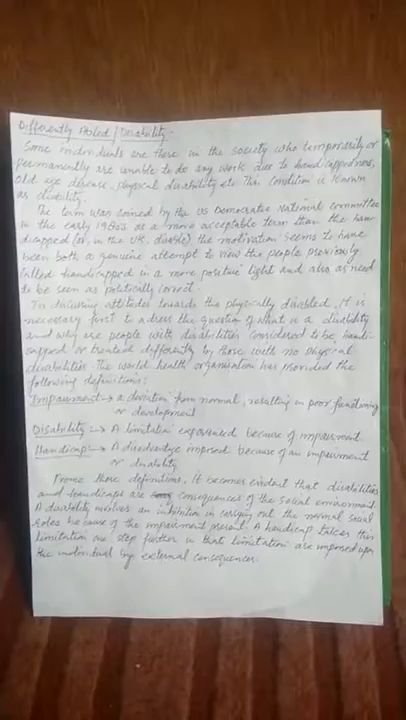 Differently Abled / Disability.
Some individuals are there in the society who temporarily or
permanently are unable to do any work due to handicappedness,
Old age disease, physical disability etc. This condition is known
as disability.
The term was coined by the US Democratic National committee
in the early 1980s as a more acceptable term than the han-
dicapped (or, in the UK, disable) the motivation seems to have
been both a genuine attempt to view the people previously
called handicapped in a more positive light and also as need
to be seen as politically correct.
In discussing attitudes towards the physically disabled, it is
necessary first to adress the question of what is a disability
and why are people with disabilities considered to be handi-
capped or treated differently by those with no physical
disabilities. The world health organisation has provided the
following definitions:
Impairment → a deviation from normal, resulting in poor functioning
or development
Disability → A limitation experienced because of impairment
Handicap → A disadvantage imposed because of an impairment
or disability
From these definitions, It becomes evident that disabilities
and handicaps are consequences of the social environment.
A disability involves an inhibition in carrying out the normal social
roles because of the impairment present. A handicap takes this
limitation one step further in that limitation are imposed upon
the individual by external consequences.